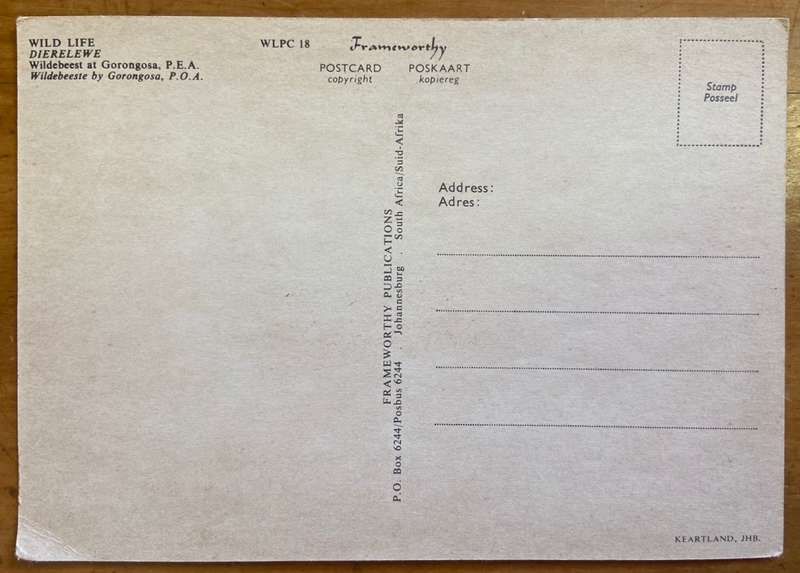 WILD LIFE
DIERELEWE
Wildebeest at Gorongosa, P.E.A.
Wildebeeste by Gorongosa, P.O.A.
WLPC 18
Frameworthy
POSTCARD POSKAART
copyright kopiereg
Stamp
Posseël
Address:
Adres:
FRAMEWORTHY PUBLICATIONS
P.O. Box 6244/Posbus 6244 . Johannesburg . South Africa/Suid-Afrika
KEARTLAND, JHB.